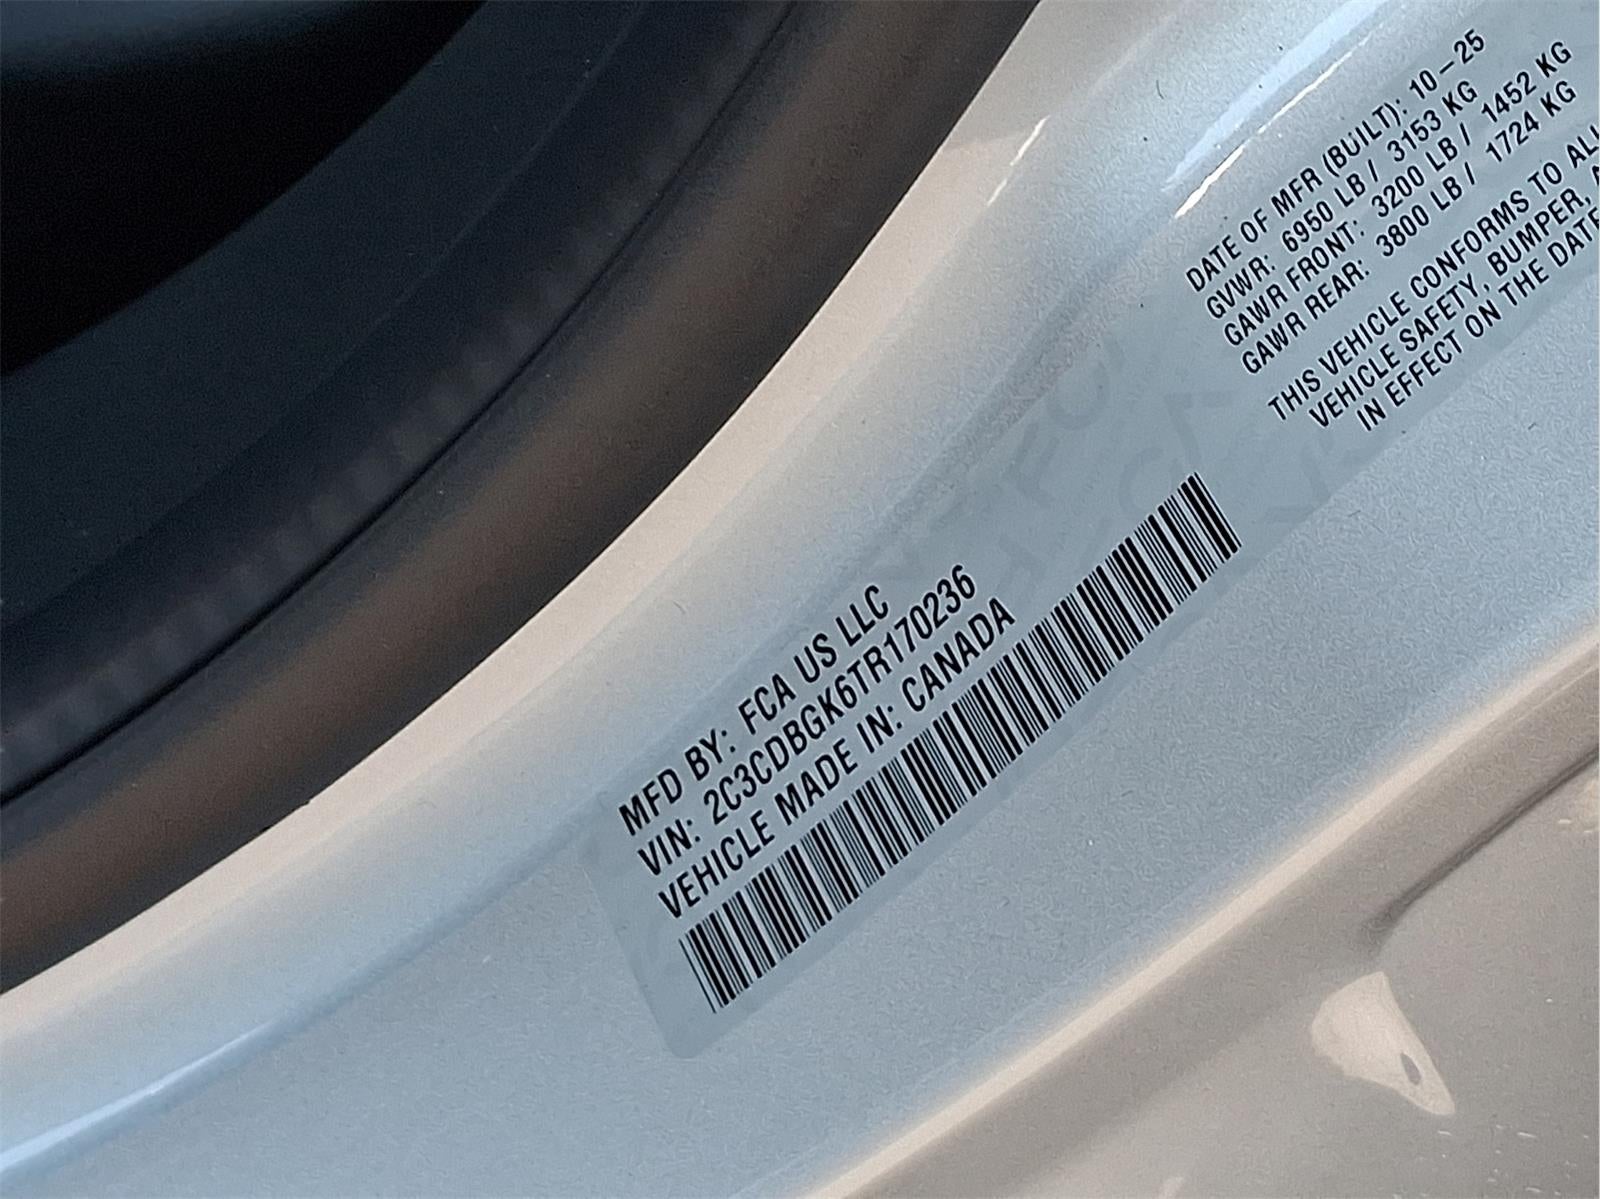 MFD BY: FCA US LLC
VIN: 2C3CDBGK6TR170236
VEHICLE MADE IN: CANADA
DATE OF MFR (BUILT): 10-25
GVWR: 6950 LB / 3153 KG
GAWR FRONT: 3200 LB / 1452 KG
GAWR REAR: 3800 LB / 1724 KG
THIS VEHICLE CONFORMS TO ALL
VEHICLE SAFETY, BUMPER,
IN EFFECT ON THE DATE